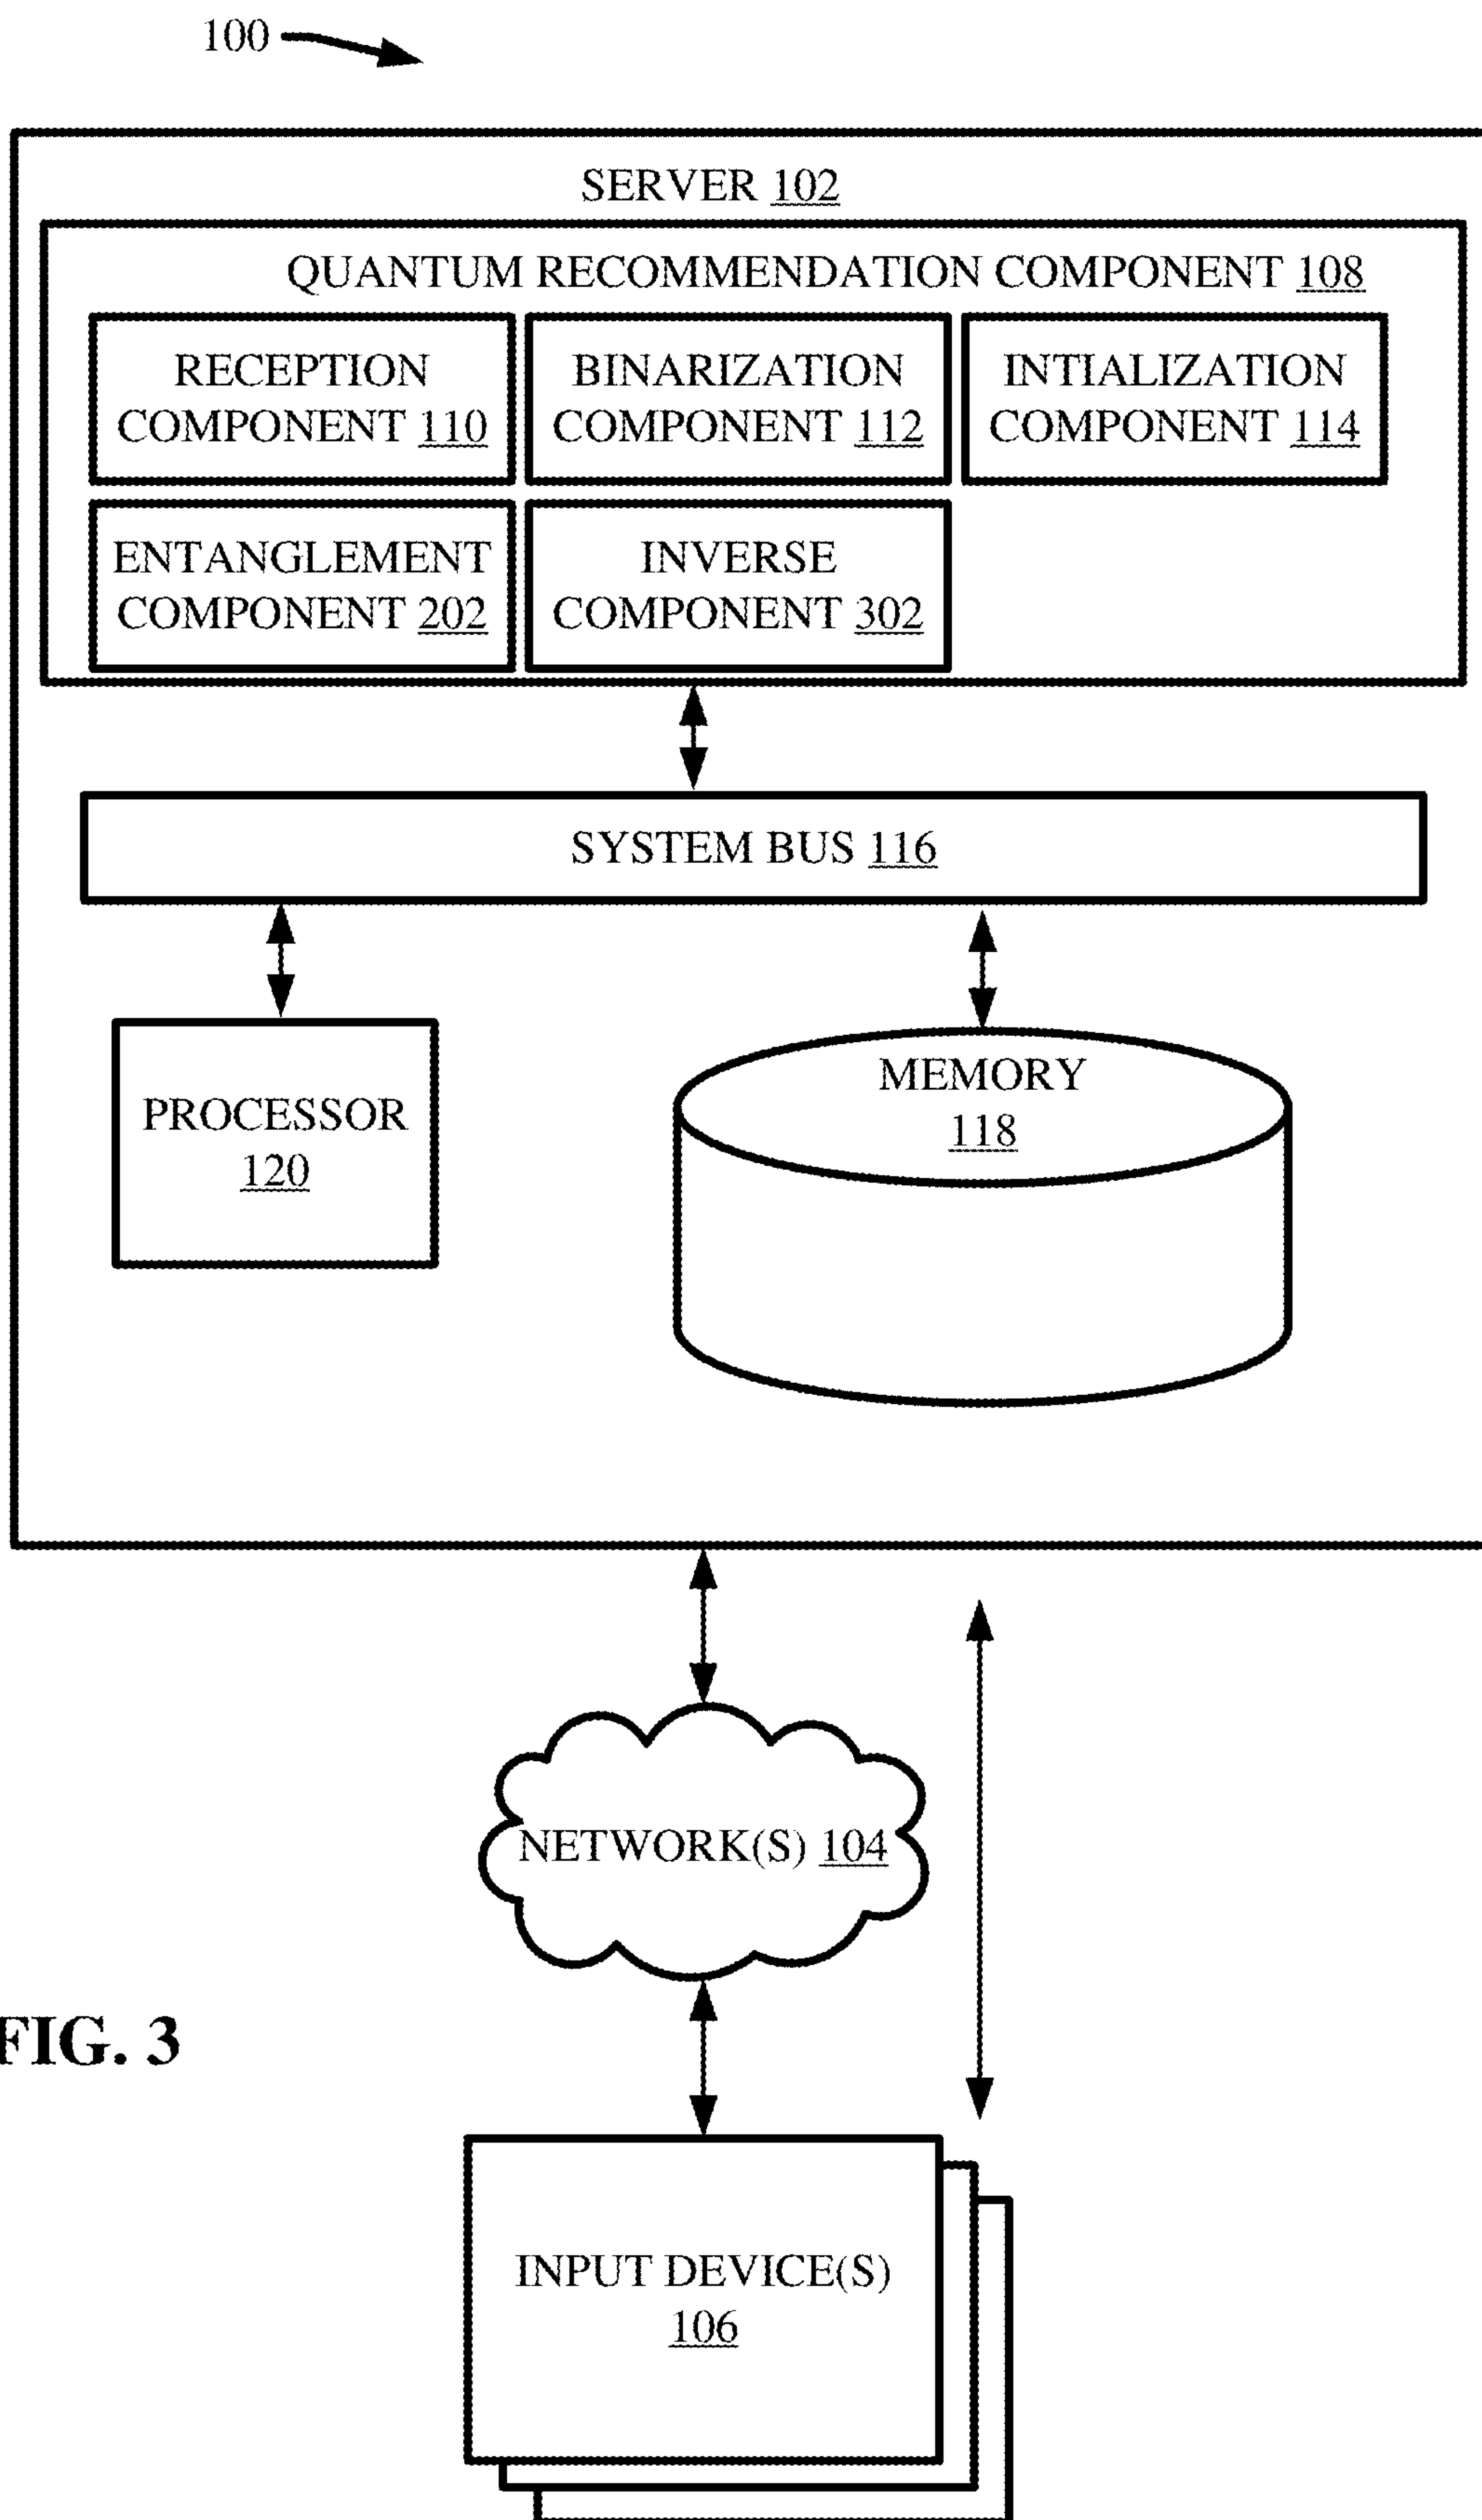 100
SERVER 102
QUANTUM RECOMMENDATION COMPONENT 108
RECEPTION
COMPONENT 110
BINARIZATION
COMPONENT 112
INTIALIZATION
COMPONENT 114
ENTANGLEMENT
COMPONENT 202
INVERSE
COMPONENT 302
SYSTEM BUS 116
PROCESSOR
120
MEMORY
118
NETWORK(S) 104
FIG. 3
INPUT DEVICE(S)
106